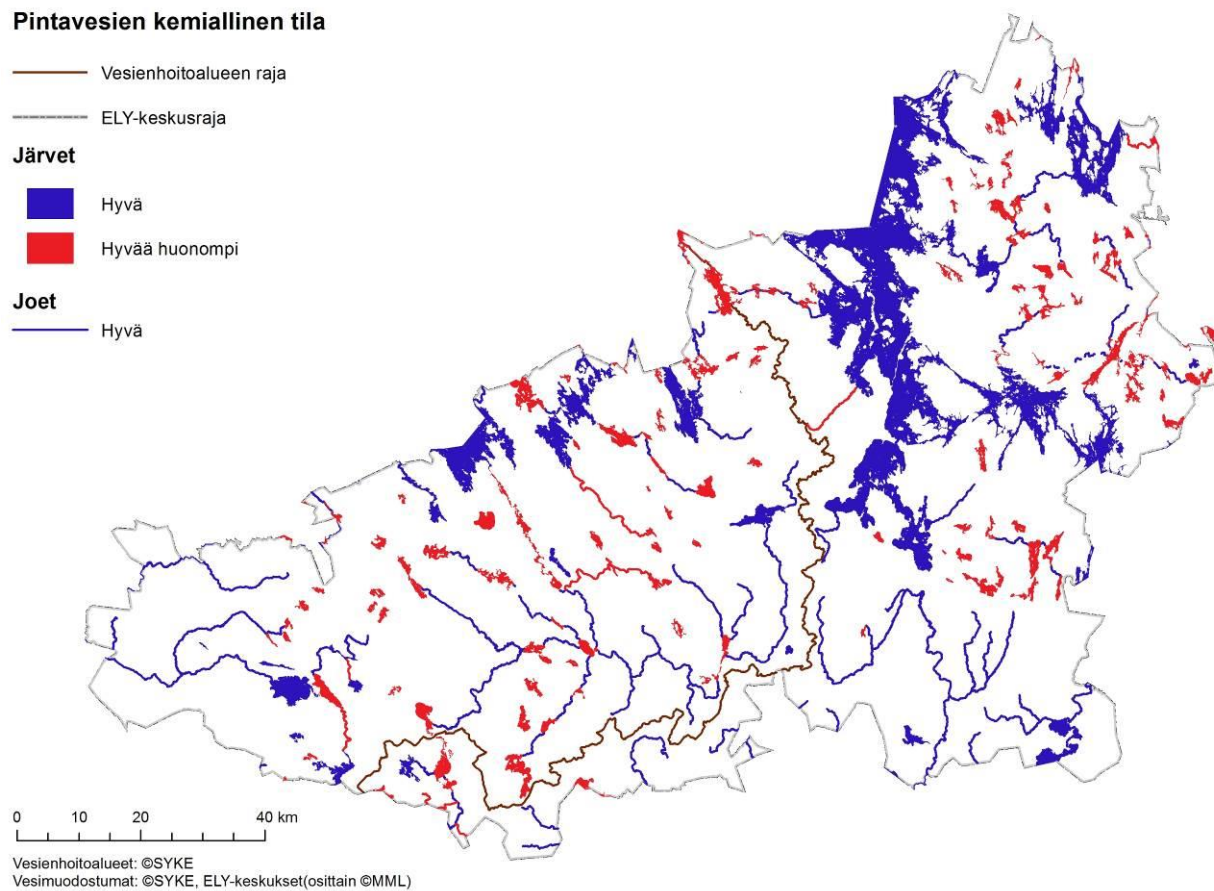 Pintavesien kemiallinen tila
Vesienhoitoalueen raja
ELY-keskusraja
Järvet
Hyvä
Hyvää huonompi
Joet
Hyvä
0 10 20 40 km
Vesienhoitoalueet: ©SYKE
Vesimuodostumat: ©SYKE, ELY-keskukset(osittain ©MML)